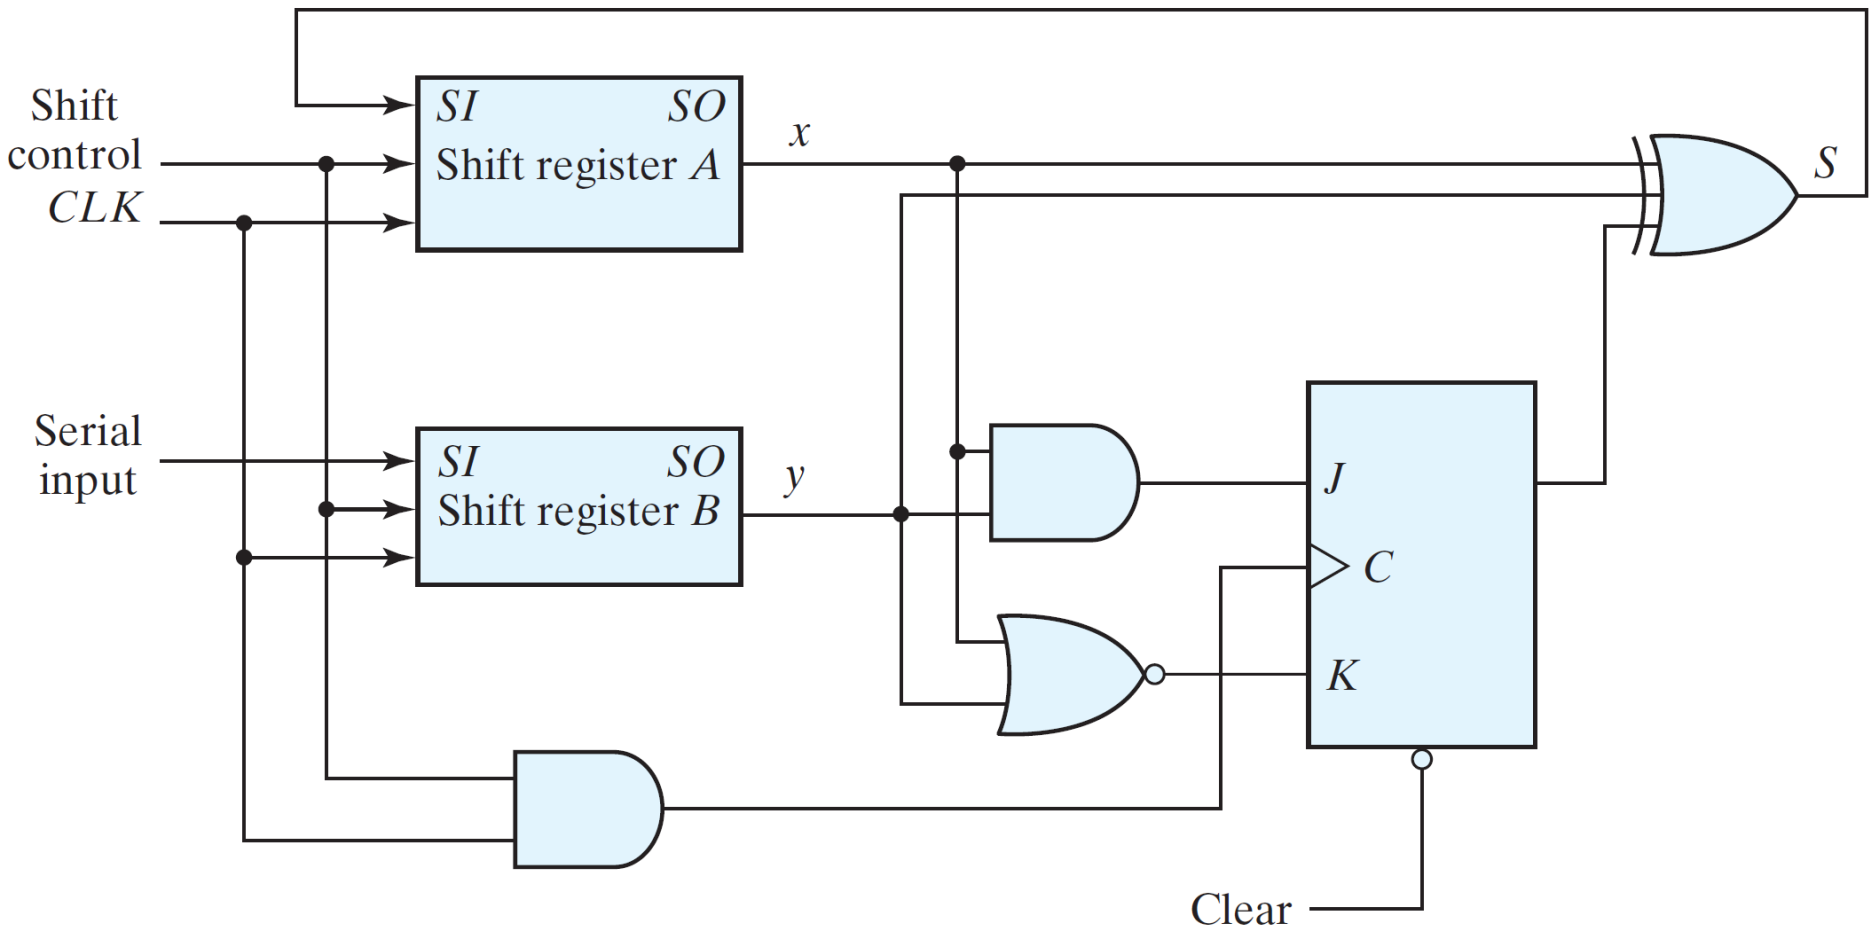 Shift
control
CLK
SI SO
Shift register A
x
S
Serial
input
SI SO
Shift register B
y
J
C
K
Clear